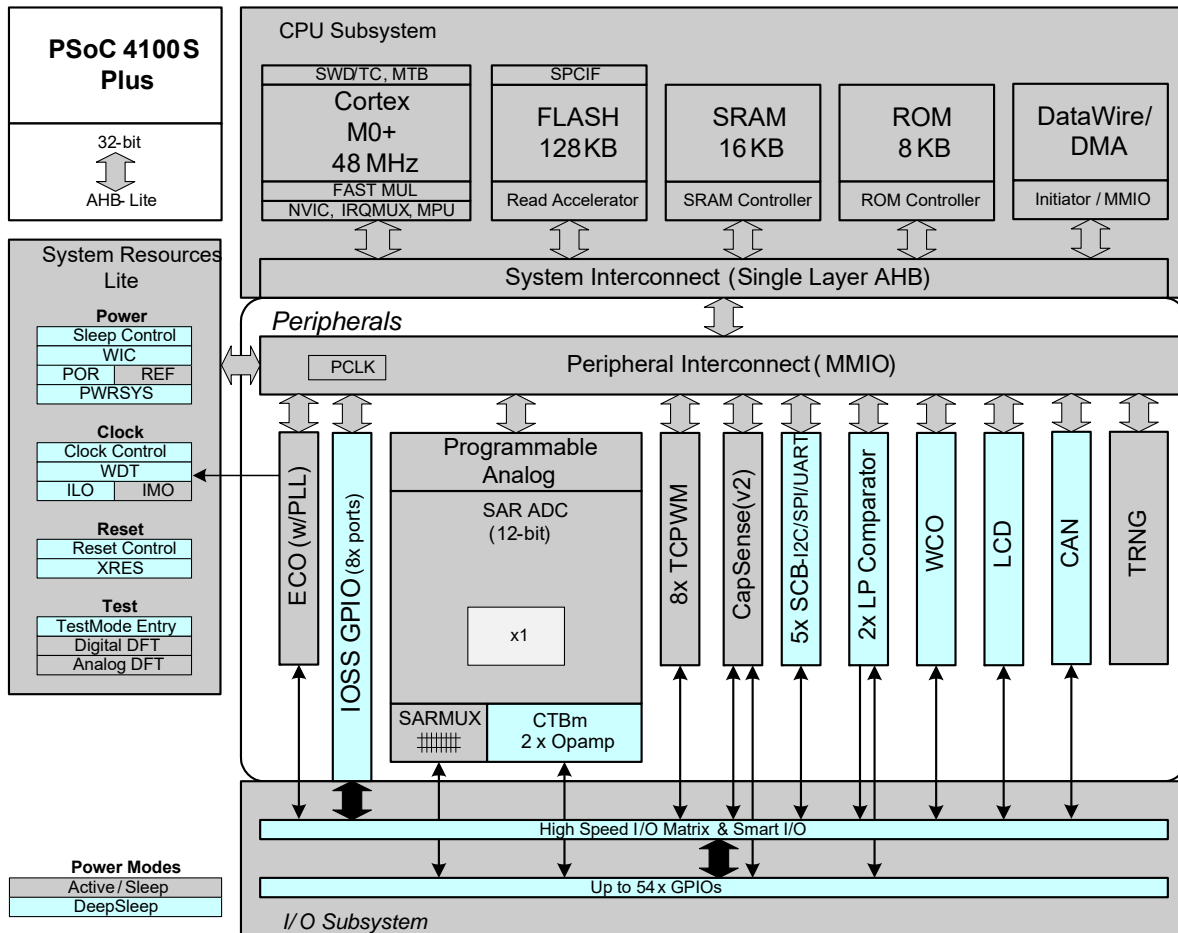 PSoC 4100S
Plus
32-bit
AHB- Lite
CPU Subsystem
SWD/TC, MTB
Cortex
M0+
48 MHz
FAST MUL
NVIC, IRQMUX, MPU
SPCIF
FLASH
128 KB
Read Accelerator
SRAM
16 KB
SRAM Controller
ROM
8 KB
ROM Controller
DataWire/
DMA
Initiator / MMIO
System Interconnect (Single Layer AHB)
System Resources
Lite
Power
Sleep Control
WIC
POR
REF
PWRSYS
Clock
Clock Control
WDT
ILO
IMO
Reset
Reset Control
XRES
Test
TestMode Entry
Digital DFT
Analog DFT
Peripherals
PCLK
Peripheral Interconnect (MMIO)
ECO (w/PLL)
IOSS GPIO (8x ports)
Programmable
Analog
SAR ADC
(12-bit)
x1
SARMUX
CTBm
2 x Opamp
8x TCPWM
CapSense(v2)
5x SCB-I2C/SPI/UART
2x LP Comparator
WCO
LCD
CAN
TRNG
High Speed I/O Matrix & Smart I/O
Up to 54x GPIOs
I/O Subsystem
Power Modes
Active / Sleep
DeepSleep